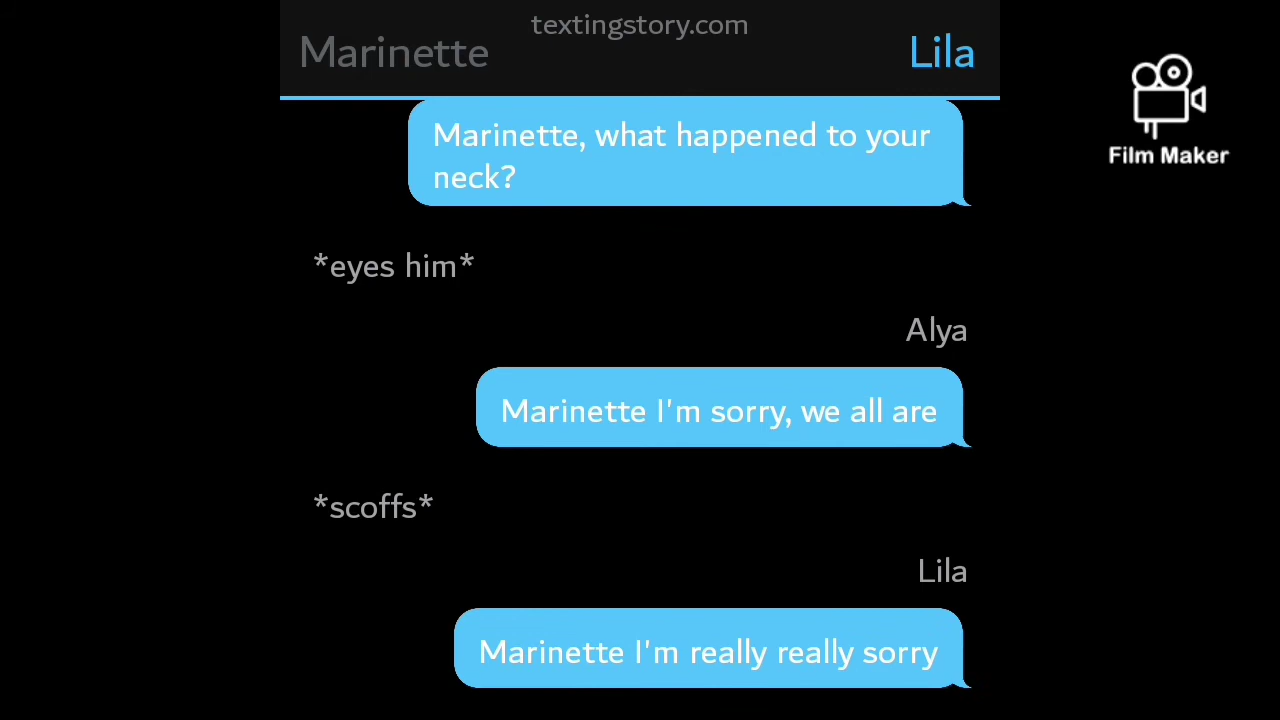 textingstory.com
Marinette
Lila
Film Maker
Marinette, what happened to your
neck?
*eyes him*
Alya
Marinette I'm sorry, we all are
*scoffs*
Lila
Marinette I'm really really sorry